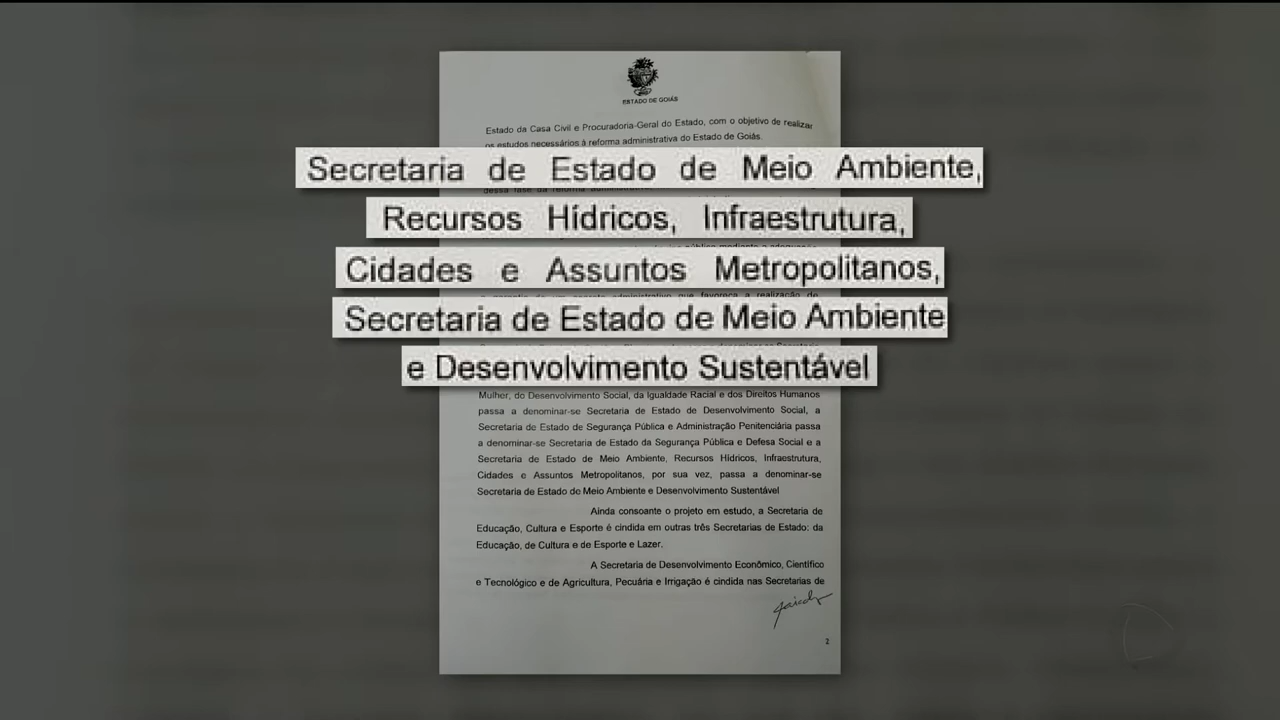 ESTADO DE GOIÁS
Estado da Casa Civil e Procuradoria-Geral do Estado, com o objetivo de realizar
os estudos necessários à reforma administrativa do Estado de Goiás.
Secretaria de Estado de Meio Ambiente,
Recursos Hídricos, Infraestrutura,
Cidades e Assuntos Metropolitanos,
Secretaria de Estado de Meio Ambiente
e Desenvolvimento Sustentável
Mulher, do Desenvolvimento Social, da Igualdade Racial e dos Direitos Humanos
passa a denominar-se Secretaria de Estado de Desenvolvimento Social, a
Secretaria de Estado de Segurança Pública e Administração Penitenciária passa
a denominar-se Secretaria de Estado da Segurança Pública e Defesa Social e a
Secretaria de Estado de Meio Ambiente, Recursos Hídricos, Infraestrutura,
Cidades e Assuntos Metropolitanos, por sua vez, passa a denominar-se
Secretaria de Estado de Meio Ambiente e Desenvolvimento Sustentável
Ainda consoante o projeto em estudo, a Secretaria de
Educação, Cultura e Esporte é cindida em outras três Secretarias de Estado: da
Educação, de Cultura e de Esporte e Lazer.
A Secretaria de Desenvolvimento Econômico, Científico
e Tecnológico e de Agricultura, Pecuária e Irrigação é cindida nas Secretarias de
2